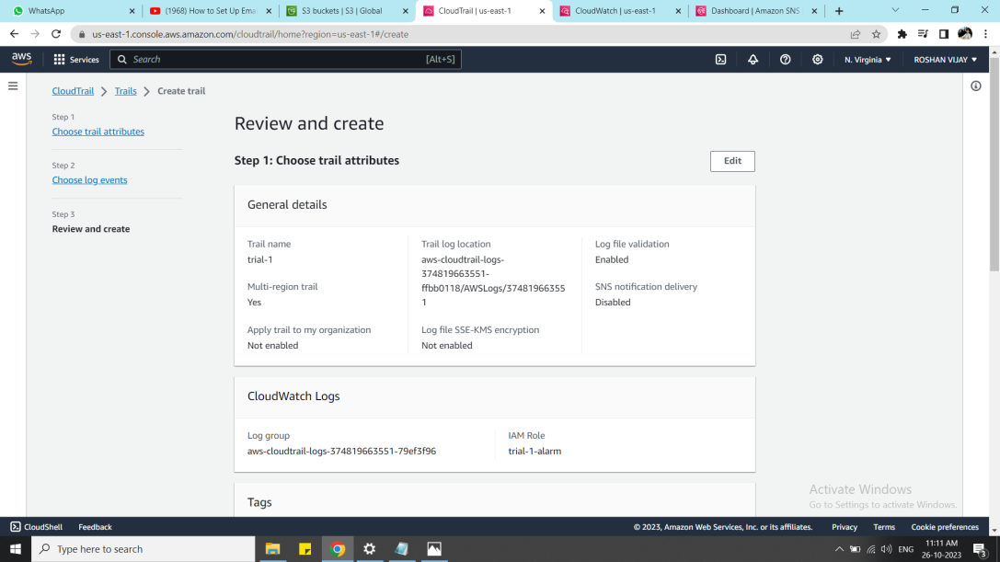 WhatsApp
(1968) How to Set Up Emai
S3 buckets | S3 | Global
CloudTrail | us-east-1
CloudWatch | us-east-1
Dashboard | Amazon SNS |
us-east-1.console.aws.amazon.com/cloudtrail/home?region=us-east-1#/create
aws
Services
Search
[Alt+S]
N. Virginia
ROSHAN VIJAY
CloudTrail
Trails
Create trail
Step 1
Choose trail attributes
Step 2
Choose log events
Step 3
Review and create
Review and create
Step 1: Choose trail attributes
Edit
General details
Trail name
trial-1
Multi-region trail
Yes
Apply trail to my organization
Not enabled
Trail log location
aws-cloudtrail-logs-
374819663551-
ffbb0118/AWSLogs/37481966355
1
Log file SSE-KMS encryption
Not enabled
Log file validation
Enabled
SNS notification delivery
Disabled
CloudWatch Logs
Log group
aws-cloudtrail-logs-374819663551-79ef3f96
IAM Role
trial-1-alarm
Tags
Activate Windows
Go to Settings to activate Windows.
CloudShell
Feedback
© 2023, Amazon Web Services, Inc. or its affiliates.
Privacy
Terms
Cookie preferences
Type here to search
ENG
11:11 AM
26-10-2023
3